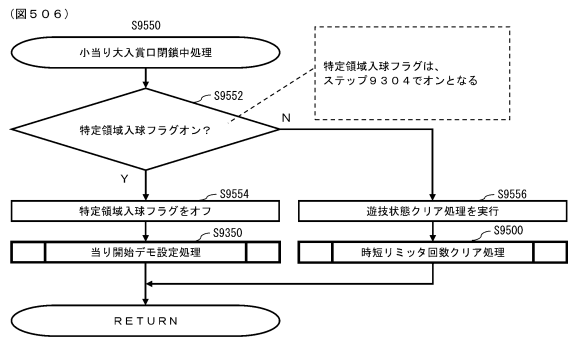 （図５０６）
S9550
小当り大入賞口閉鎖中処理
特定領域入球フラグは、
ステップ９３０４でオンとなる
S9552
特定領域入球フラグオン？
N
Y
S9554
特定領域入球フラグをオフ
S9556
遊技状態クリア処理を実行
S9350
当り開始デモ設定処理
S9500
時短リミッタ回数クリア処理
ＲＥＴＵＲＮ